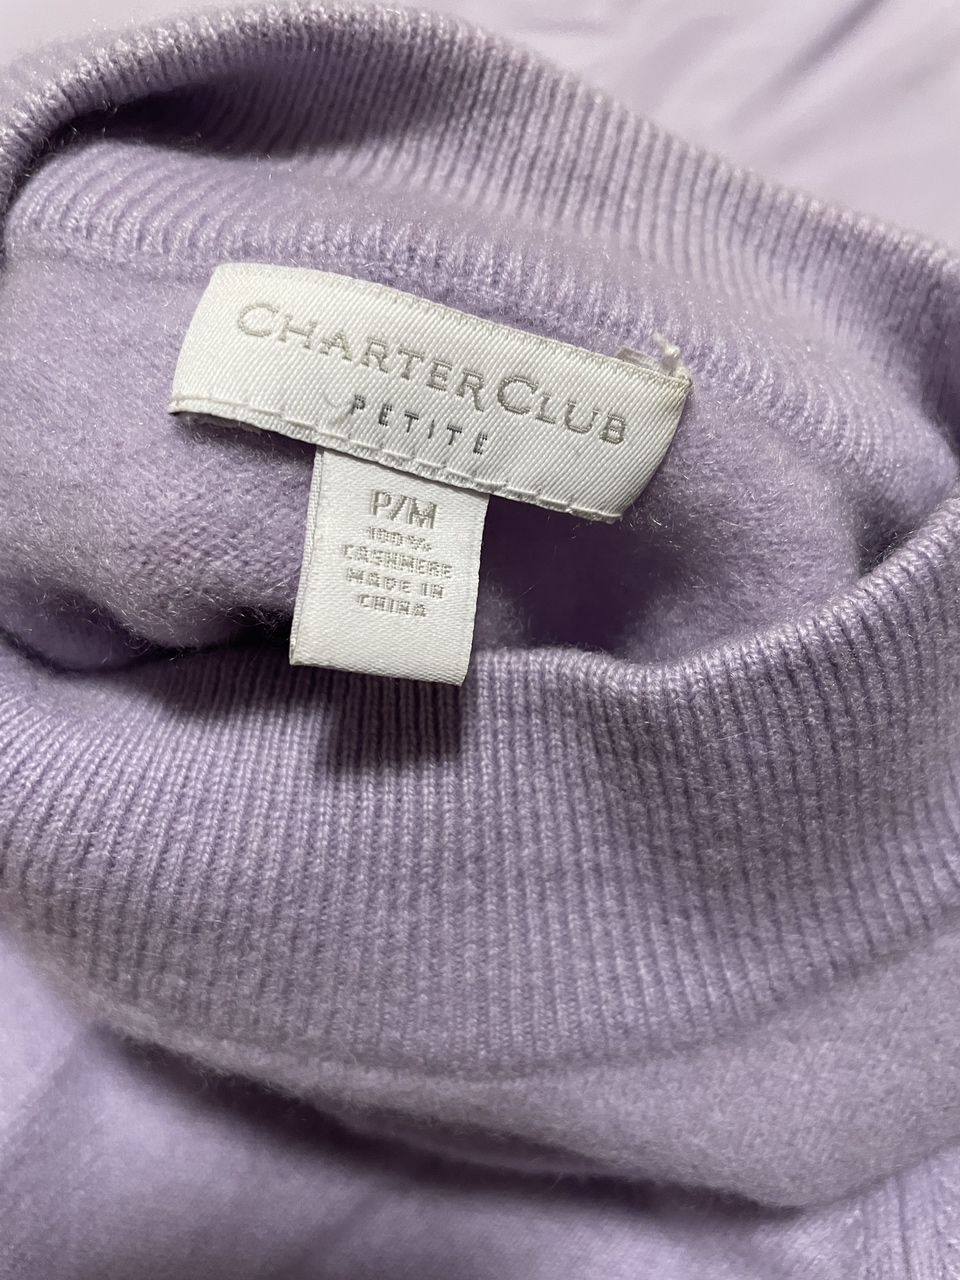 CHARTER CLUB
PETITE
P/M
100%
CASHMERE
MADE IN
CHINA